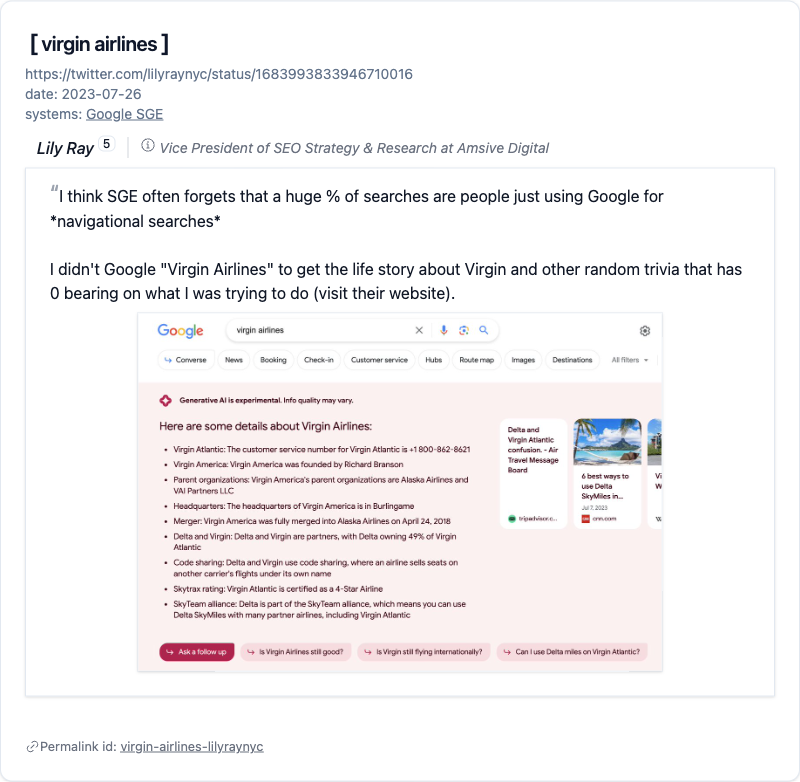 [ virgin airlines ]
https://twitter.com/lilyraynyc/status/1683993833946710016
date: 2023-07-26
systems: Google SGE
Lily Ray 5
Vice President of SEO Strategy & Research at Amsive Digital
“I think SGE often forgets that a huge % of searches are people just using Google for
*navigational searches*
I didn't Google "Virgin Airlines" to get the life story about Virgin and other random trivia that has
0 bearing on what I was trying to do (visit their website).
Google virgin airlines
Converse News Booking Check-in Customer service Hubs Route map Images Destinations All filters
Generative AI is experimental. Info quality may vary.
Here are some details about Virgin Airlines:
• Virgin Atlantic: The customer service number for Virgin Atlantic is +1 800-862-8621
• Virgin America: Virgin America was founded by Richard Branson
• Parent organizations: Virgin America's parent organizations are Alaska Airlines and
VAI Partners LLC
• Headquarters: The headquarters of Virgin America is in Burlingame
• Merger: Virgin America was fully merged into Alaska Airlines on April 24, 2018
• Delta and Virgin: Delta and Virgin are partners, with Delta owning 49% of Virgin
Atlantic
• Code sharing: Delta and Virgin use code sharing, where an airline sells seats on
another carrier's flights under its own name
• Skytrax rating: Virgin Atlantic is certified as a 4-Star Airline
• SkyTeam alliance: Delta is part of the SkyTeam alliance, which means you can use
Delta SkyMiles with many partner airlines, including Virgin Atlantic
Delta and
Virgin Atlantic
confusion. - Air
Travel Message
Board
tripadvisor.c...
6 best ways to
use Delta
SkyMiles in...
Jul 7, 2023
cnn.com
Ask a follow up
Is Virgin Airlines still good?
Is Virgin still flying internationally?
Can I use Delta miles on Virgin Atlantic?
Permalink id: virgin-airlines-lilyraynyc